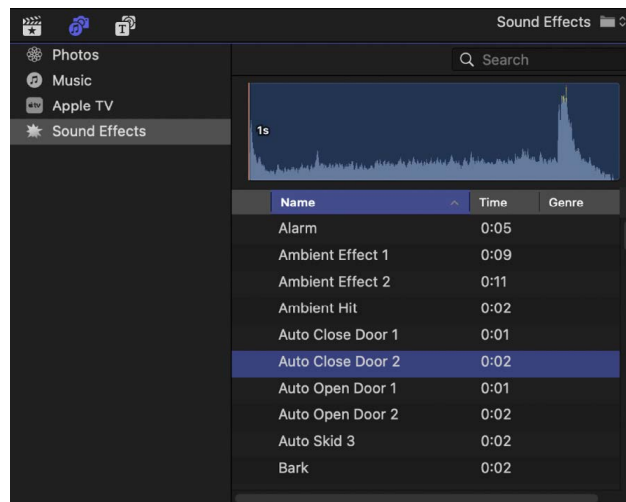 Sound Effects
Photos
Search
Music
tv
Apple TV
Sound Effects
1s
Name Time Genre
Alarm 0:05
Ambient Effect 1 0:09
Ambient Effect 2 0:11
Ambient Hit 0:02
Auto Close Door 1 0:01
Auto Close Door 2 0:02
Auto Open Door 1 0:01
Auto Open Door 2 0:02
Auto Skid 3 0:02
Bark 0:02